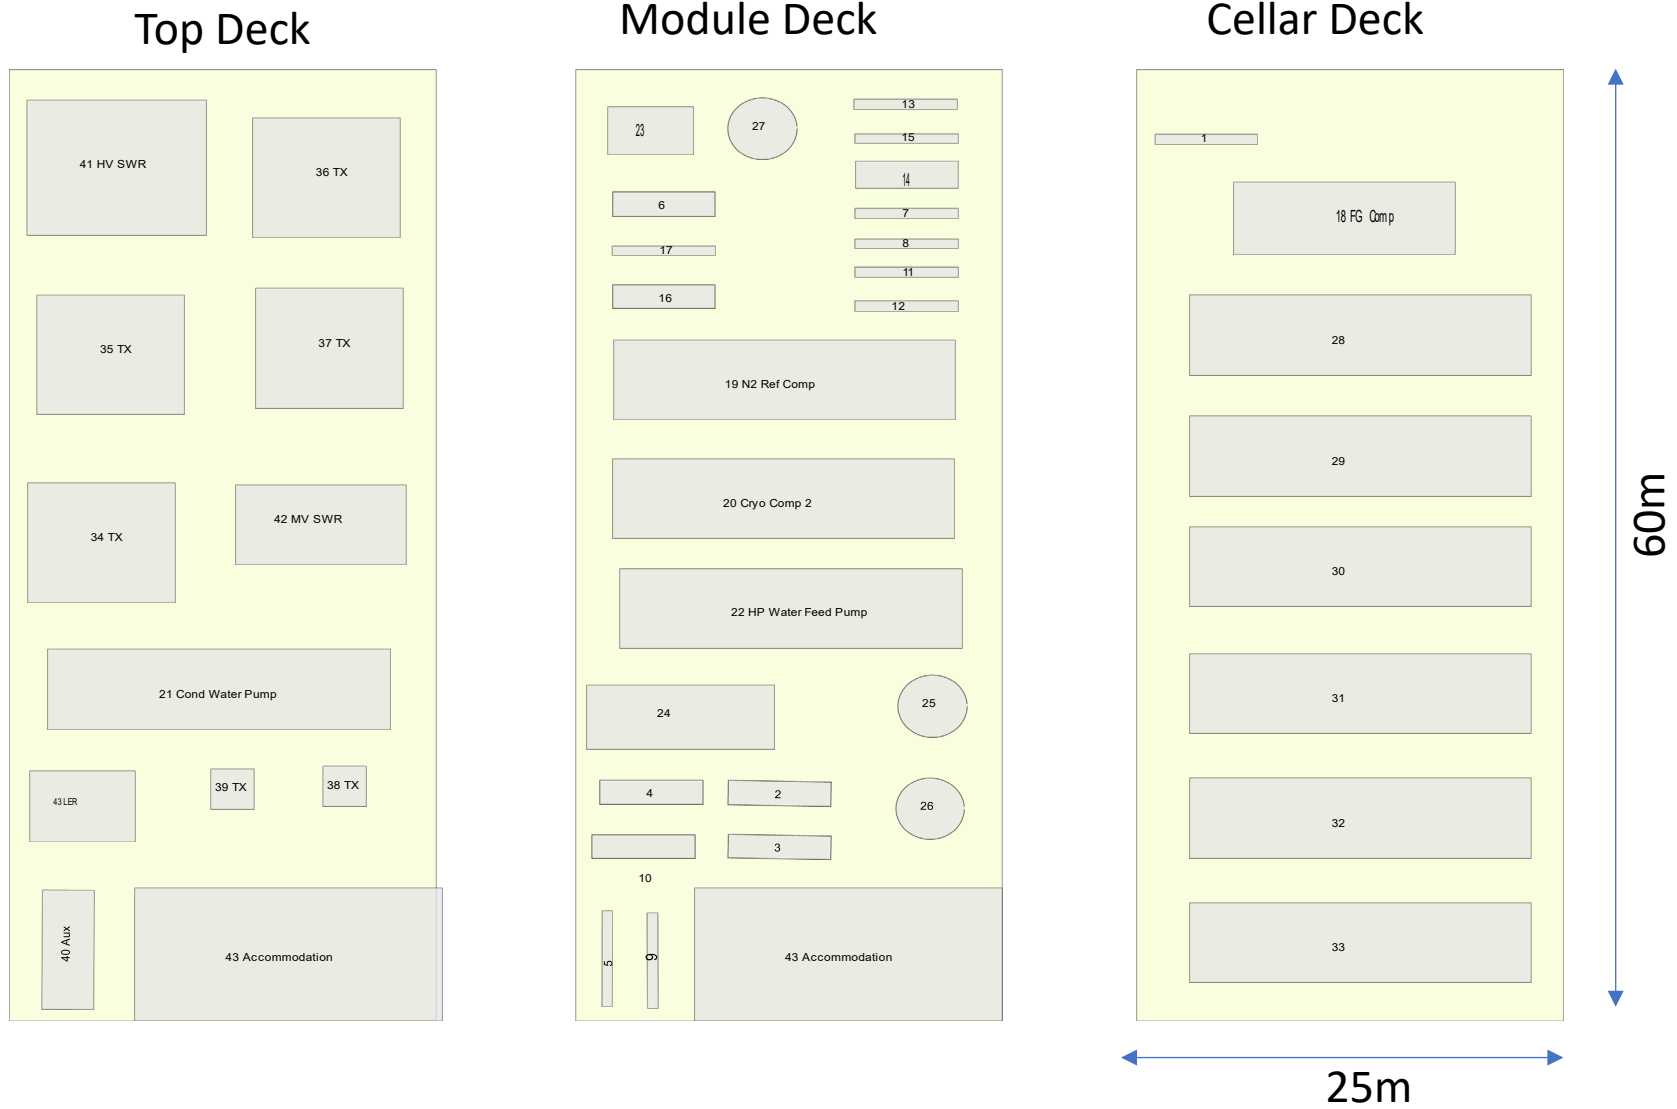 Top Deck
41 HV SWR
36 TX
35 TX
37 TX
34 TX
42 MV SWR
21 Cond Water Pump
43 LER
39 TX
38 TX
40 Aux
43 Accommodation
Module Deck
23
27
13
15
14
6
7
17
8
11
16
12
19 N2 Ref Comp
20 Cryo Comp 2
22 HP Water Feed Pump
24
25
4
2
26
3
10
5
9
43 Accommodation
Cellar Deck
1
18 FG Comp
28
29
30
31
32
33
60m
25m